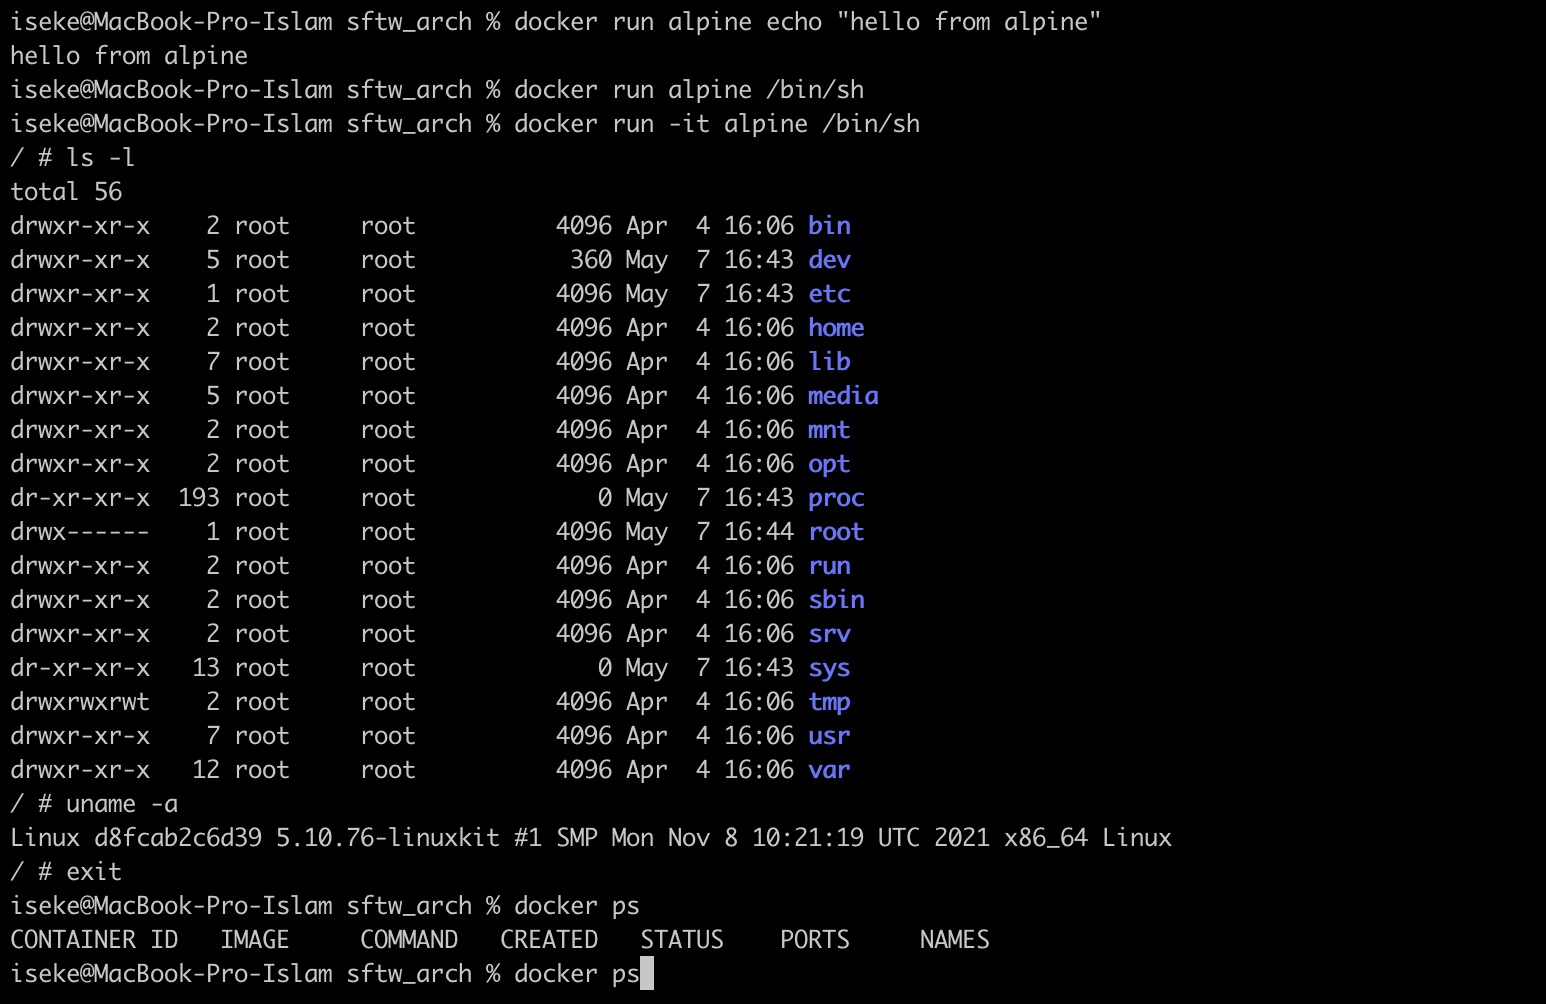 iseke@MacBook-Pro-Islam sftw_arch % docker run alpine echo "hello from alpine"
hello from alpine
iseke@MacBook-Pro-Islam sftw_arch % docker run alpine /bin/sh
iseke@MacBook-Pro-Islam sftw_arch % docker run -it alpine /bin/sh
/ # ls -l
total 56
drwxr-xr-x    2 root     root          4096 Apr  4 16:06 bin
drwxr-xr-x    5 root     root           360 May  7 16:43 dev
drwxr-xr-x    1 root     root          4096 May  7 16:43 etc
drwxr-xr-x    2 root     root          4096 Apr  4 16:06 home
drwxr-xr-x    7 root     root          4096 Apr  4 16:06 lib
drwxr-xr-x    5 root     root          4096 Apr  4 16:06 media
drwxr-xr-x    2 root     root          4096 Apr  4 16:06 mnt
drwxr-xr-x    2 root     root          4096 Apr  4 16:06 opt
dr-xr-xr-x  193 root     root             0 May  7 16:43 proc
drwx------    1 root     root          4096 May  7 16:44 root
drwxr-xr-x    2 root     root          4096 Apr  4 16:06 run
drwxr-xr-x    2 root     root          4096 Apr  4 16:06 sbin
drwxr-xr-x    2 root     root          4096 Apr  4 16:06 srv
dr-xr-xr-x   13 root     root             0 May  7 16:43 sys
drwxrwxrwt    2 root     root          4096 Apr  4 16:06 tmp
drwxr-xr-x    7 root     root          4096 Apr  4 16:06 usr
drwxr-xr-x   12 root     root          4096 Apr  4 16:06 var
/ # uname -a
Linux d8fcab2c6d39 5.10.76-linuxkit #1 SMP Mon Nov 8 10:21:19 UTC 2021 x86_64 Linux
/ # exit
iseke@MacBook-Pro-Islam sftw_arch % docker ps
CONTAINER ID   IMAGE     COMMAND   CREATED   STATUS    PORTS     NAMES
iseke@MacBook-Pro-Islam sftw_arch % docker ps